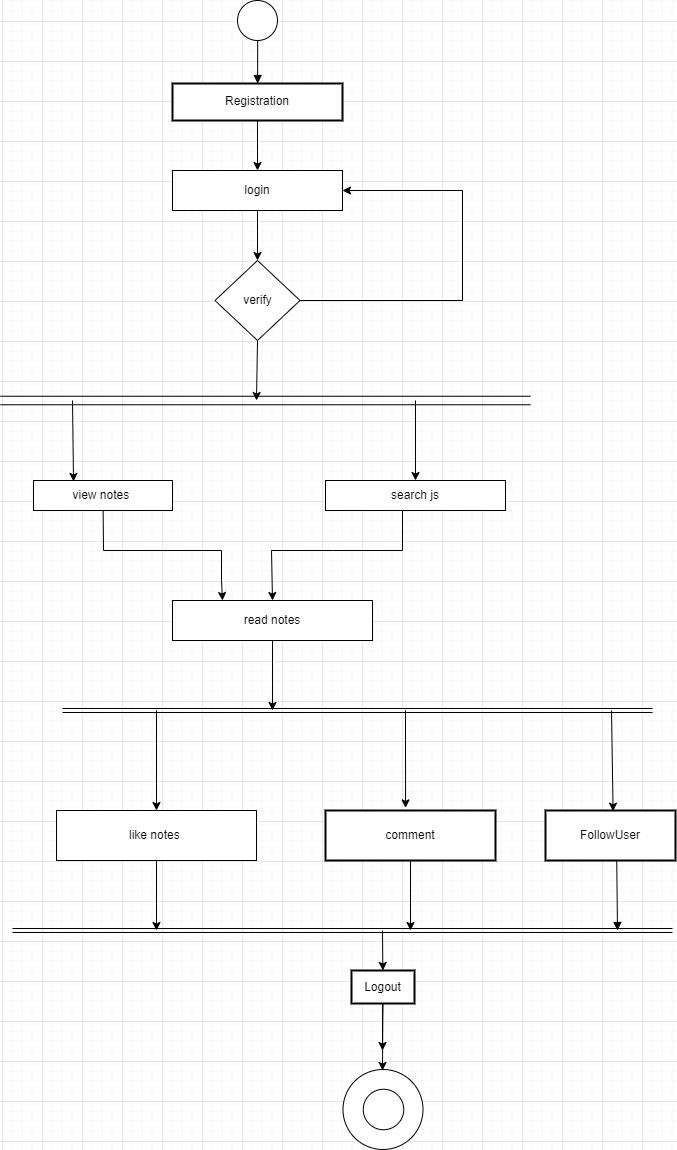 Registration
login
verify
view notes
search js
read notes
like notes
comment
FollowUser
Logout